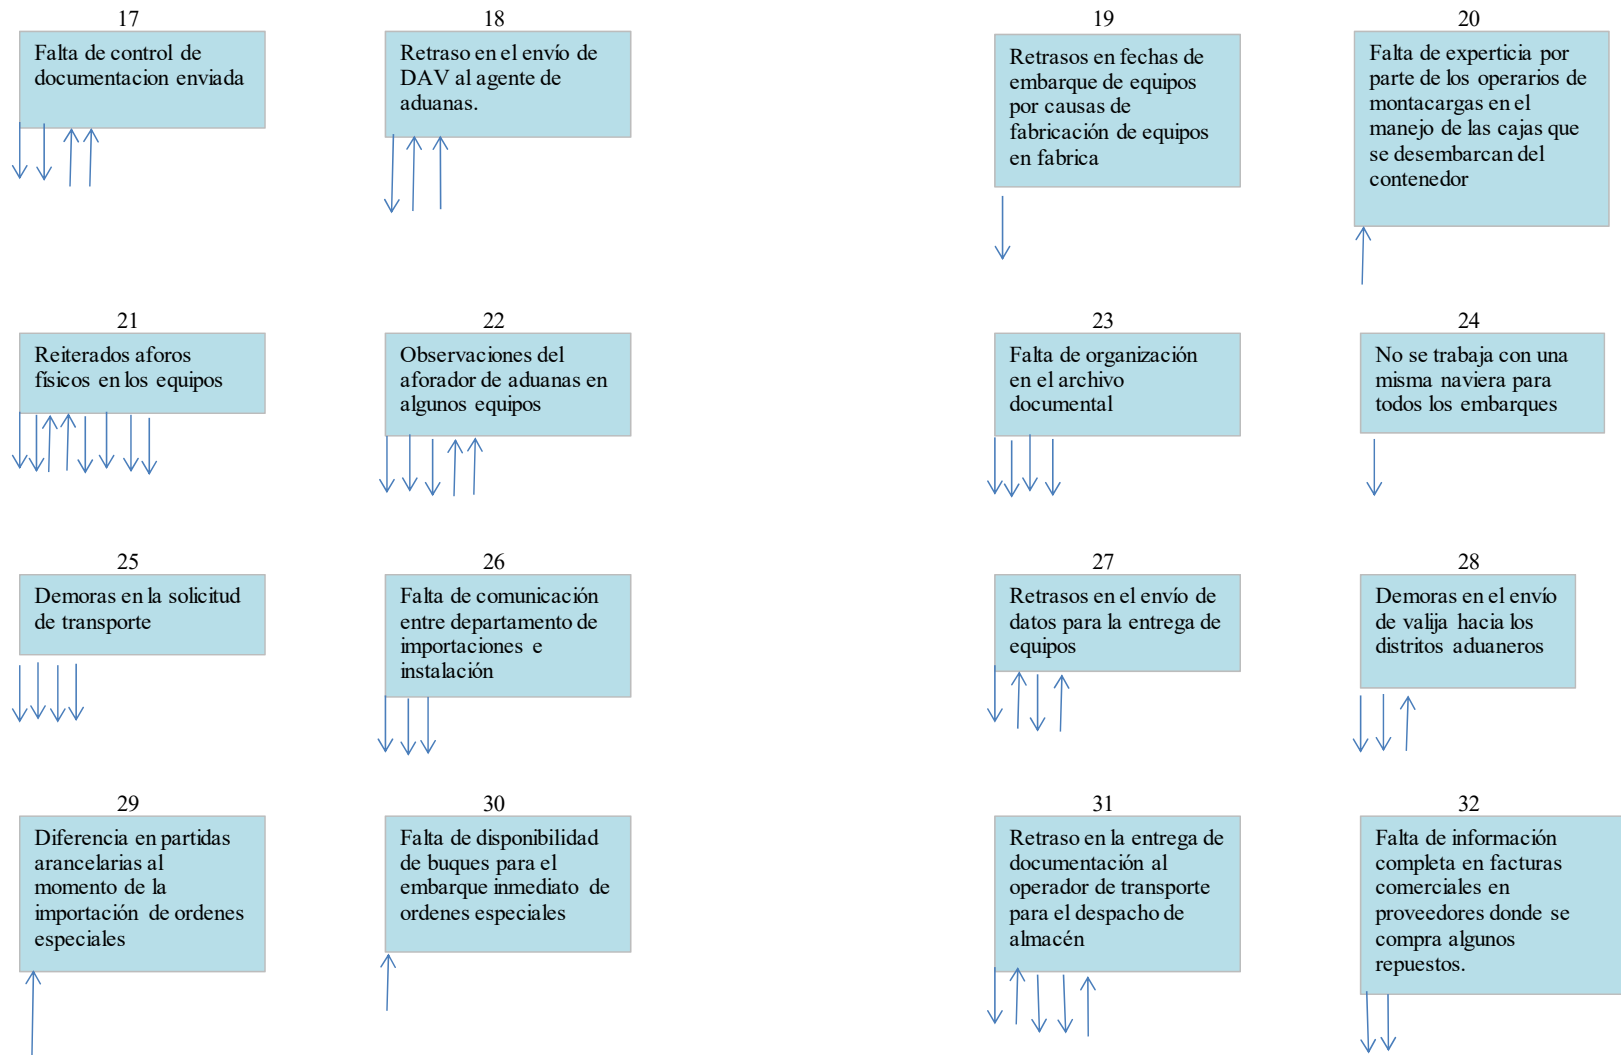 17
Falta de control de
documentacion enviada
18
Retraso en el envío de
DAV al agente de
aduanas.
19
Retrasos en fechas de
embarque de equipos
por causas de
fabricación de equipos
en fabrica
20
Falta de experticia por
parte de los operarios de
montacargas en el
manejo de las cajas que
se desembarcan del
contenedor
21
Reiterados aforos
físicos en los equipos
22
Observaciones del
aforador de aduanas en
algunos equipos
23
Falta de organización
en el archivo
documental
24
No se trabaja con una
misma naviera para
todos los embarques
25
Demoras en la solicitud
de transporte
26
Falta de comunicación
entre departamento de
importaciones e
instalación
27
Retrasos en el envío de
datos para la entrega de
equipos
28
Demoras en el envío
de valija hacia los
distritos aduaneros
29
Diferencia en partidas
arancelarias al
momento de la
importación de ordenes
especiales
30
Falta de disponibilidad
de buques para el
embarque inmediato de
ordenes especiales
31
Retraso en la entrega de
documentación al
operador de transporte
para el despacho de
almacén
32
Falta de información
completa en facturas
comerciales en
proveedores donde se
compra algunos
repuestos.